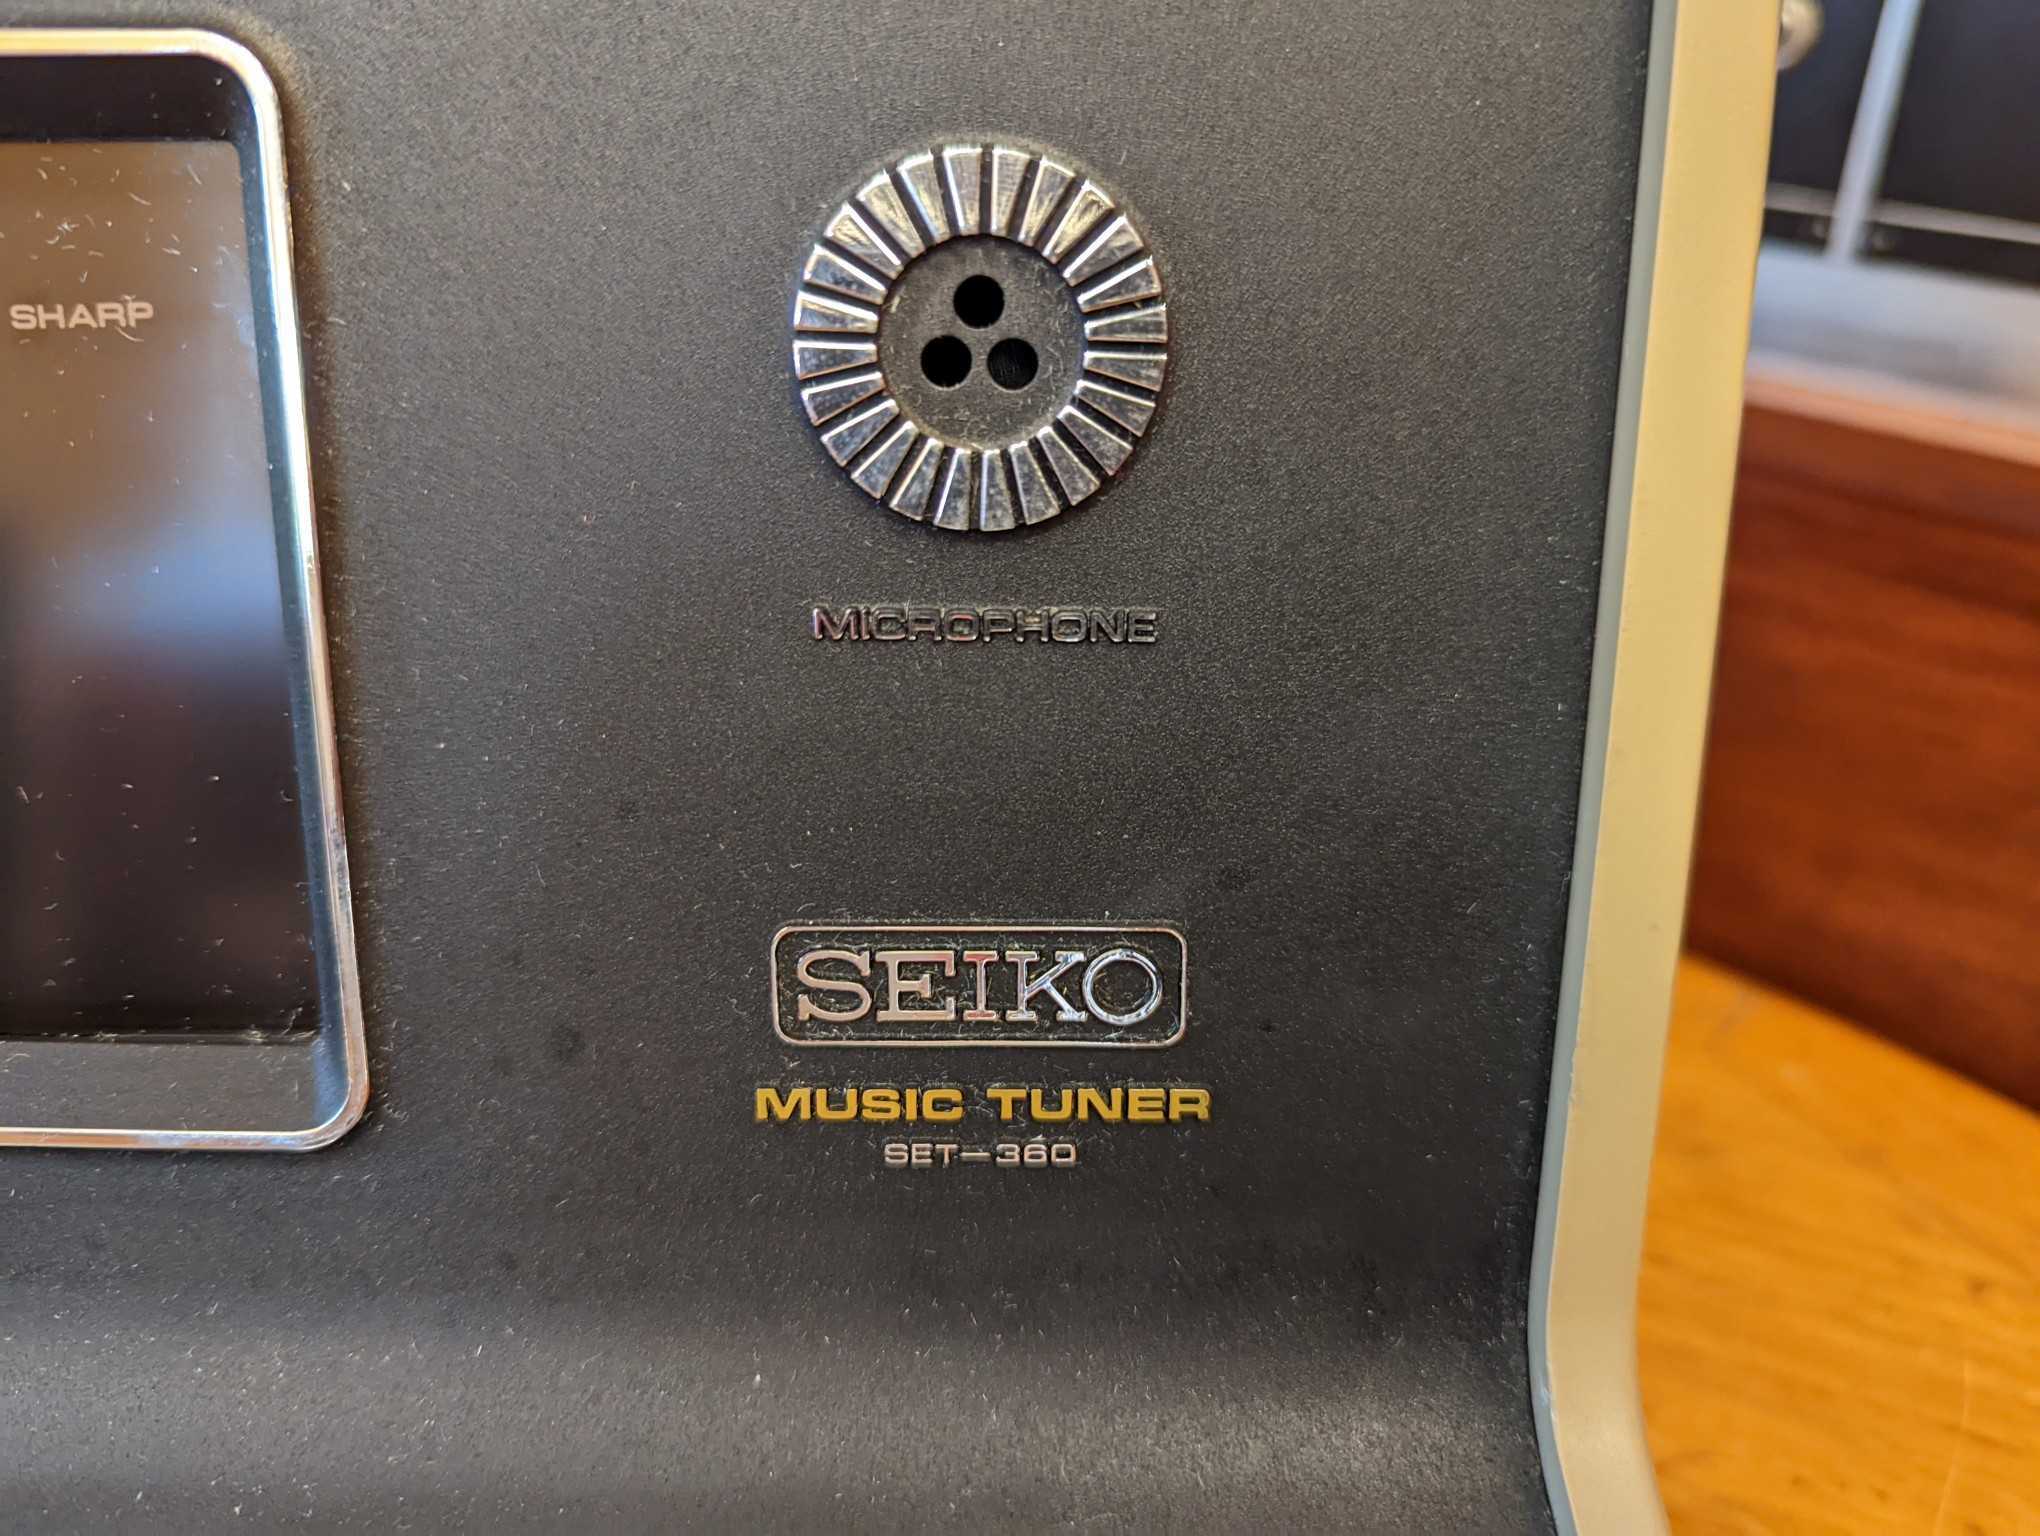 SHARP
MICROPHONE
SEIKO
MUSIC TUNER
SET-360